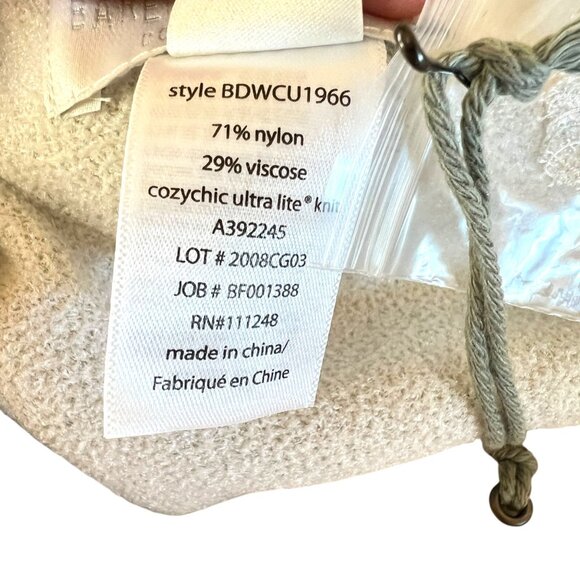 style BDWCU1966
71% nylon
29% viscose
cozychic ultra lite® knit
A392245
LOT # 2008CG03
JOB # BF001388
RN#111248
made in china/
Fabriqué en Chine